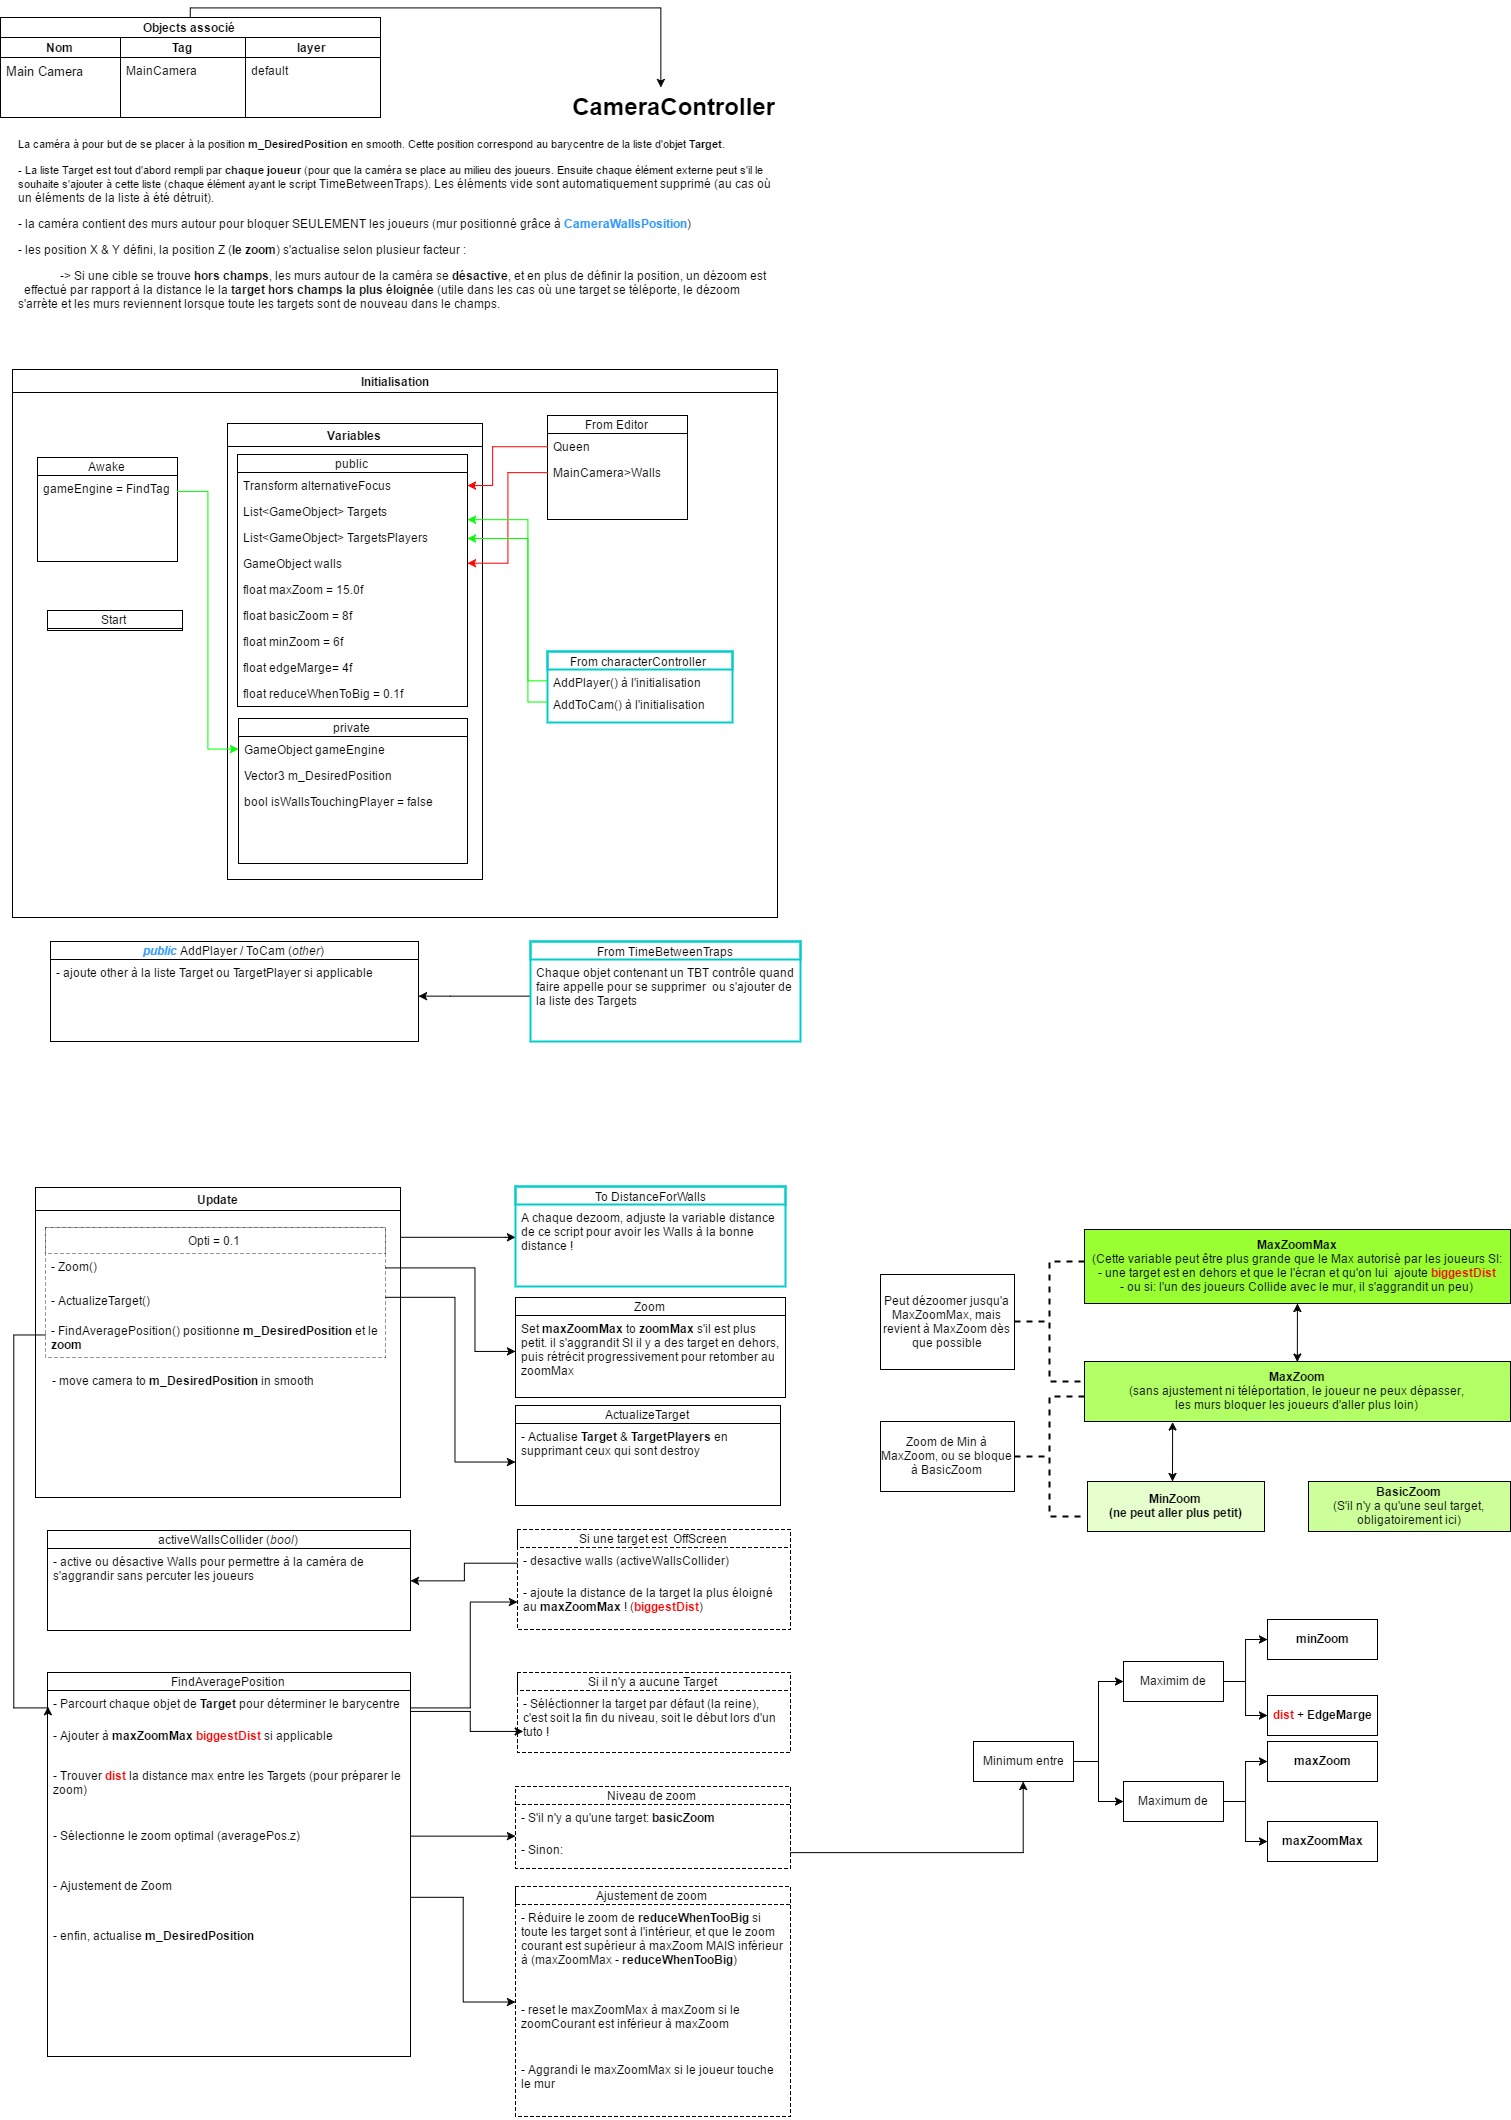 Objects associé
Nom Tag layer
Main Camera MainCamera default
CameraController
La caméra à pour but de se placer à la position m_DesiredPosition en smooth. Cette position correspond au barycentre de la liste d'objet Target.
- La liste Target est tout d'abord rempli par chaque joueur (pour que la caméra se place au milieu des joueurs. Ensuite chaque élément externe peut s'il le
souhaite s'ajouter à cette liste (chaque élément ayant le script TimeBetweenTraps). Les éléments vide sont automatiquement supprimé (au cas où
un éléments de la liste à été détruit).
- la caméra contient des murs autour pour bloquer SEULEMENT les joueurs (mur positionné grâce à CameraWallsPosition)
- les position X & Y défini, la position Z (le zoom) s'actualise selon plusieur facteur :
-> Si une cible se trouve hors champs, les murs autour de la caméra se désactive, et en plus de définir la position, un dézoom est
effectué par rapport à la distance le la target hors champs la plus éloignée (utile dans les cas où une target se téléporte, le dézoom
s'arrète et les murs reviennent lorsque toute les targets sont de nouveau dans le champs.
Initialisation
Awake
gameEngine = FindTag
Start
Variables
public
Transform alternativeFocus
List<GameObject> Targets
List<GameObject> TargetsPlayers
GameObject walls
float maxZoom = 15.0f
float basicZoom = 8f
float minZoom = 6f
float edgeMarge= 4f
float reduceWhenToBig = 0.1f
private
GameObject gameEngine
Vector3 m_DesiredPosition
bool isWallsTouchingPlayer = false
From Editor
Queen
MainCamera>Walls
From characterController
AddPlayer() à l'initialisation
AddToCam() à l'initialisation
public AddPlayer / ToCam (other)
- ajoute other à la liste Target ou TargetPlayer si applicable
From TimeBetweenTraps
Chaque objet contenant un TBT contrôle quand
faire appelle pour se supprimer ou s'ajouter de
la liste des Targets
Update
Opti = 0.1
- Zoom()
- ActualizeTarget()
- FindAveragePosition() positionne m_DesiredPosition et le
zoom
- move camera to m_DesiredPosition in smooth
To DistanceForWalls
A chaque dezoom, adjuste la variable distance
de ce script pour avoir les Walls à la bonne
distance !
Zoom
Set maxZoomMax to zoomMax s'il est plus
petit. il s'aggrandit SI il y a des target en dehors,
puis rétrécit progressivement pour retomber au
zoomMax
ActualizeTarget
- Actualise Target & TargetPlayers en
supprimant ceux qui sont destroy
Peut dézoomer jusqu'a
MaxZoomMax, mais
revient à MaxZoom dès
que possible
Zoom de Min à
MaxZoom, ou se bloque
à BasicZoom
MaxZoomMax
(Cette variable peut être plus grande que le Max autorisé par les joueurs SI:
- une target est en dehors et que le l'écran et qu'on lui ajoute biggestDist
- ou si: l'un des joueurs Collide avec le mur, il s'aggrandit un peu)
MaxZoom
(sans ajustement ni téléportation, le joueur ne peux dépasser,
les murs bloquer les joueurs d'aller plus loin)
MinZoom
(ne peut aller plus petit)
BasicZoom
(S'il n'y a qu'une seul target,
obligatoirement ici)
activeWallsCollider (bool)
- active ou désactive Walls pour permettre à la caméra de
s'aggrandir sans percuter les joueurs
Si une target est OffScreen
- desactive walls (activeWallsCollider)
- ajoute la distance de la target la plus éloigné
au maxZoomMax ! (biggestDist)
FindAveragePosition
- Parcourt chaque objet de Target pour déterminer le barycentre
- Ajouter à maxZoomMax biggestDist si applicable
- Trouver dist la distance max entre les Targets (pour préparer le
zoom)
- Sélectionne le zoom optimal (averagePos.z)
- Ajustement de Zoom
- enfin, actualise m_DesiredPosition
Si il n'y a aucune Target
- Séléctionner la target par défaut (la reine),
c'est soit la fin du niveau, soit le début lors d'un
tuto !
Niveau de zoom
- S'il n'y a qu'une target: basicZoom
- Sinon:
Ajustement de zoom
- Réduire le zoom de reduceWhenTooBig si
toute les target sont à l'intérieur, et que le zoom
courant est supérieur à maxZoom MAIS inférieur
à (maxZoomMax - reduceWhenTooBig)
- reset le maxZoomMax à maxZoom si le
zoomCourant est inférieur à maxZoom
- Aggrandi le maxZoomMax si le joueur touche
le mur
Minimum entre
Maximim de
minZoom
dist + EdgeMarge
Maximum de
maxZoom
maxZoomMax